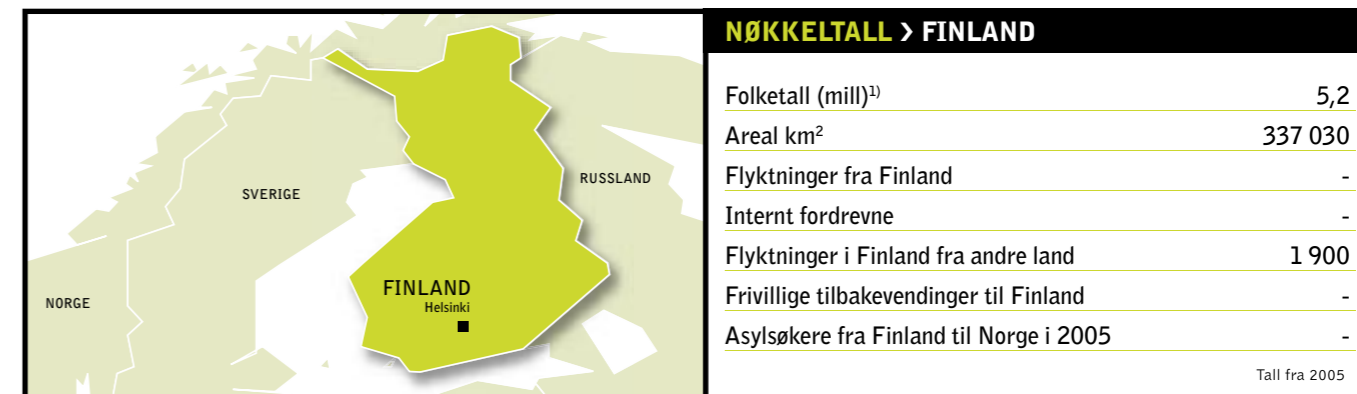 SVERIGE
RUSSLAND
NORGE
FINLAND
Helsinki
NØKKELTALL > FINLAND
Folketall (mill)1) 5,2
Areal km² 337 030
Flyktninger fra Finland -
Internt fordrevne -
Flyktninger i Finland fra andre land 1 900
Frivillige tilbakevendinger til Finland -
Asylsøkere fra Finland til Norge i 2005 -
Tall fra 2005